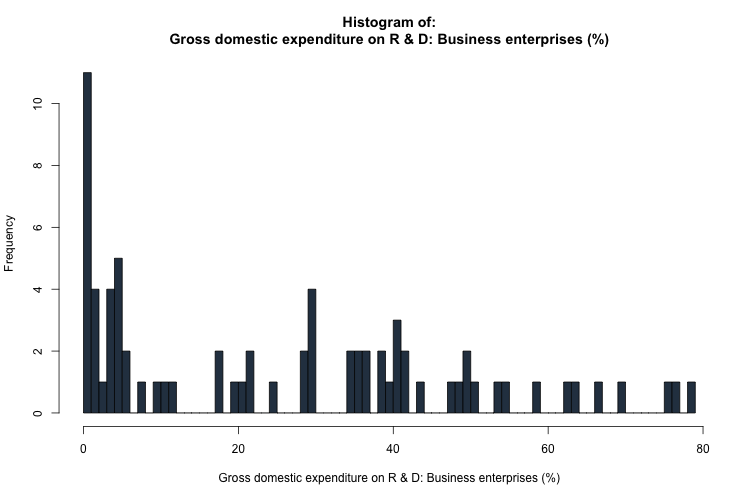 Histogram of:
Gross domestic expenditure on R & D: Business enterprises (%)
10
8
6
4
2
0
Frequency
0 20 40 60 80
Gross domestic expenditure on R & D: Business enterprises (%)